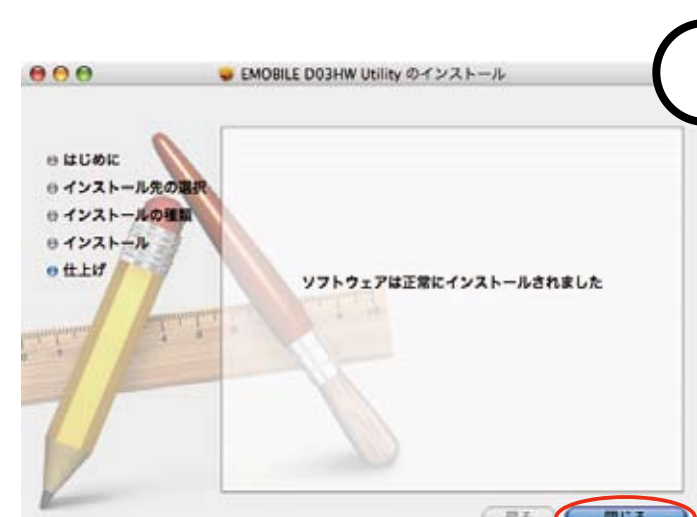 EMOBILE D03HW Utility のインストール
はじめに
インストール先の選択
インストールの種類
インストール
仕上げ
ソフトウェアは正常にインストールされました
戻る
閉じる